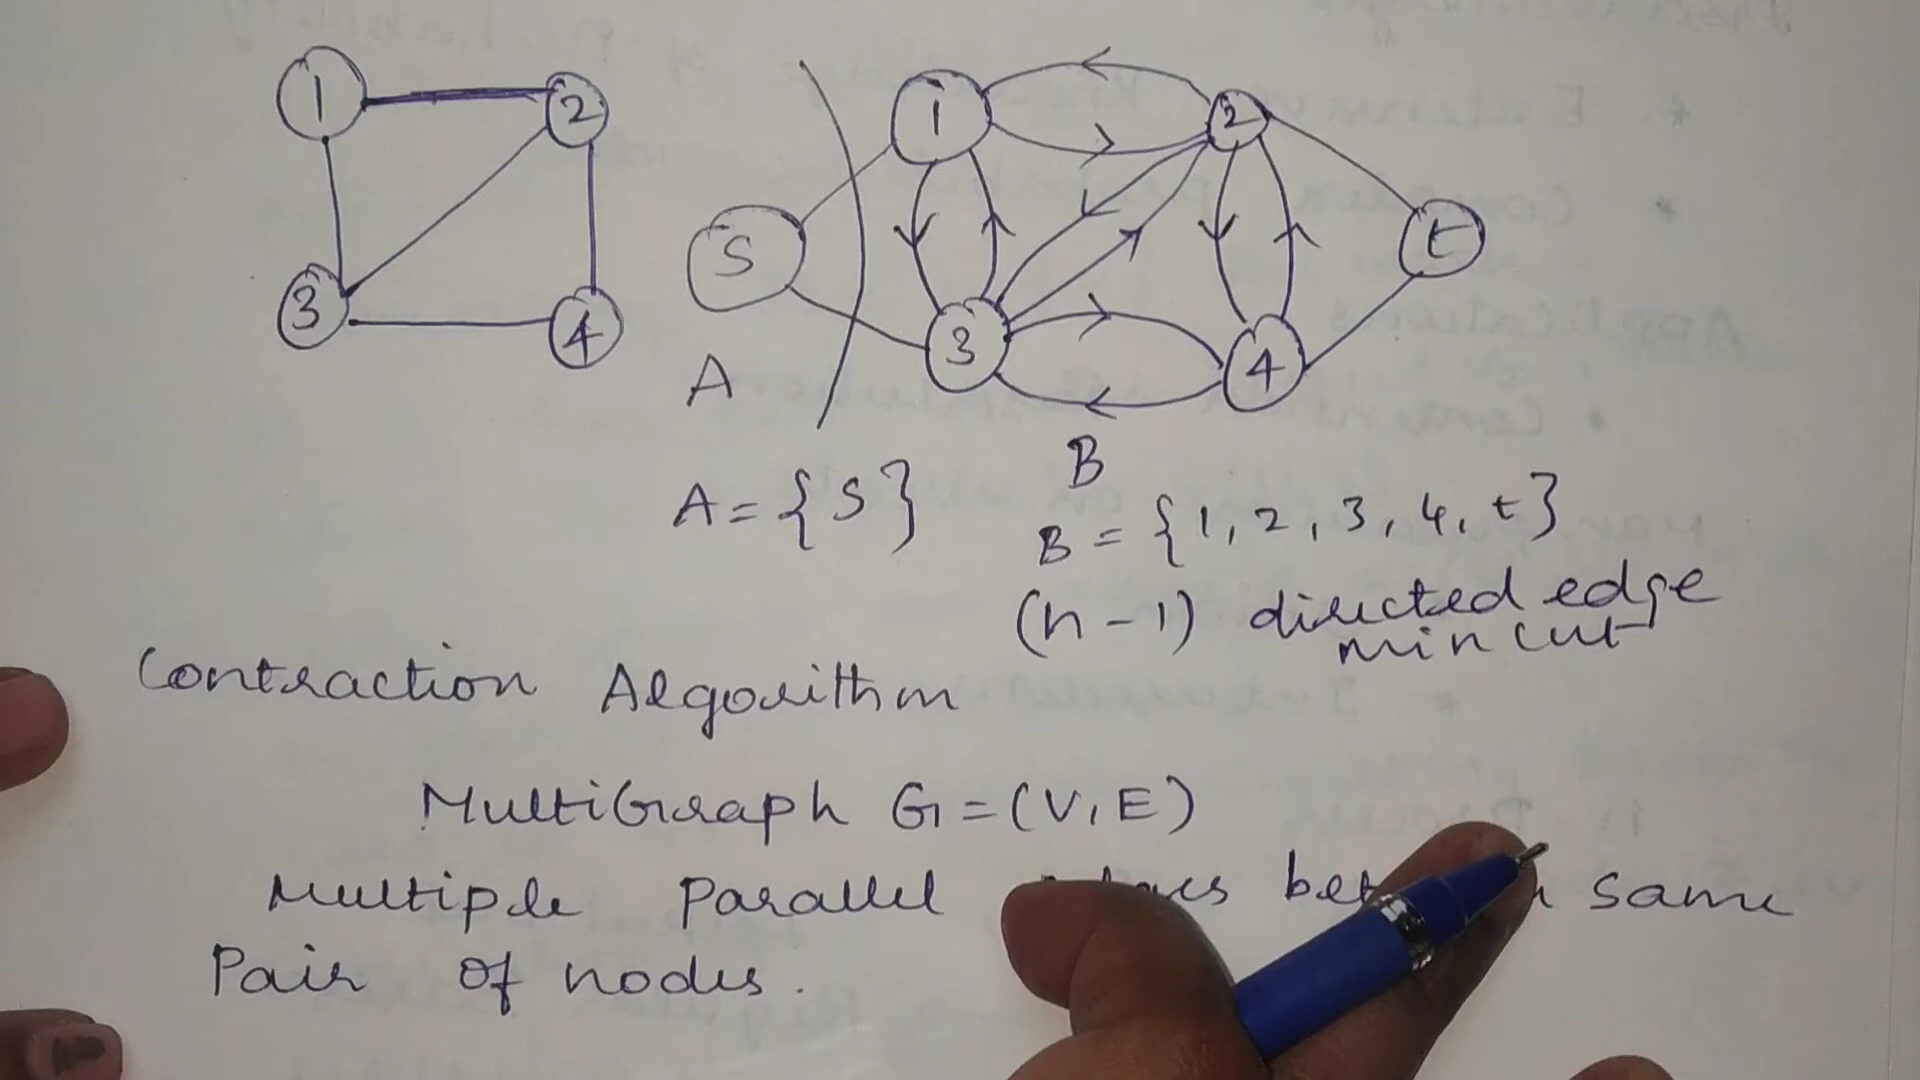 1 2
3 4
S 1 2 3 4 t
A
B
A = {S}
B = {1, 2, 3, 4, t}
(n - 1) directed edge
min cut
Contraction Algorithm
MultiGraph G = (V, E)
Multiple Parallel same
Pair of nodes.